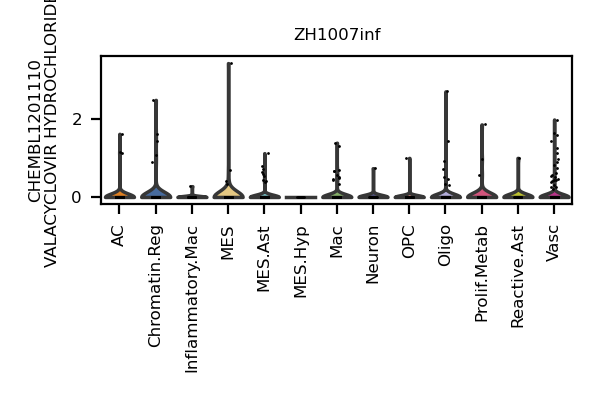 ZH1007inf
CHEMBL1201110
VALACYCLOVIR HYDROCHLORIDE
2
0
AC
Chromatin.Reg
Inflammatory.Mac
MES
MES.Ast
MES.Hyp
Mac
Neuron
OPC
Oligo
Prolif.Metab
Reactive.Ast
Vasc